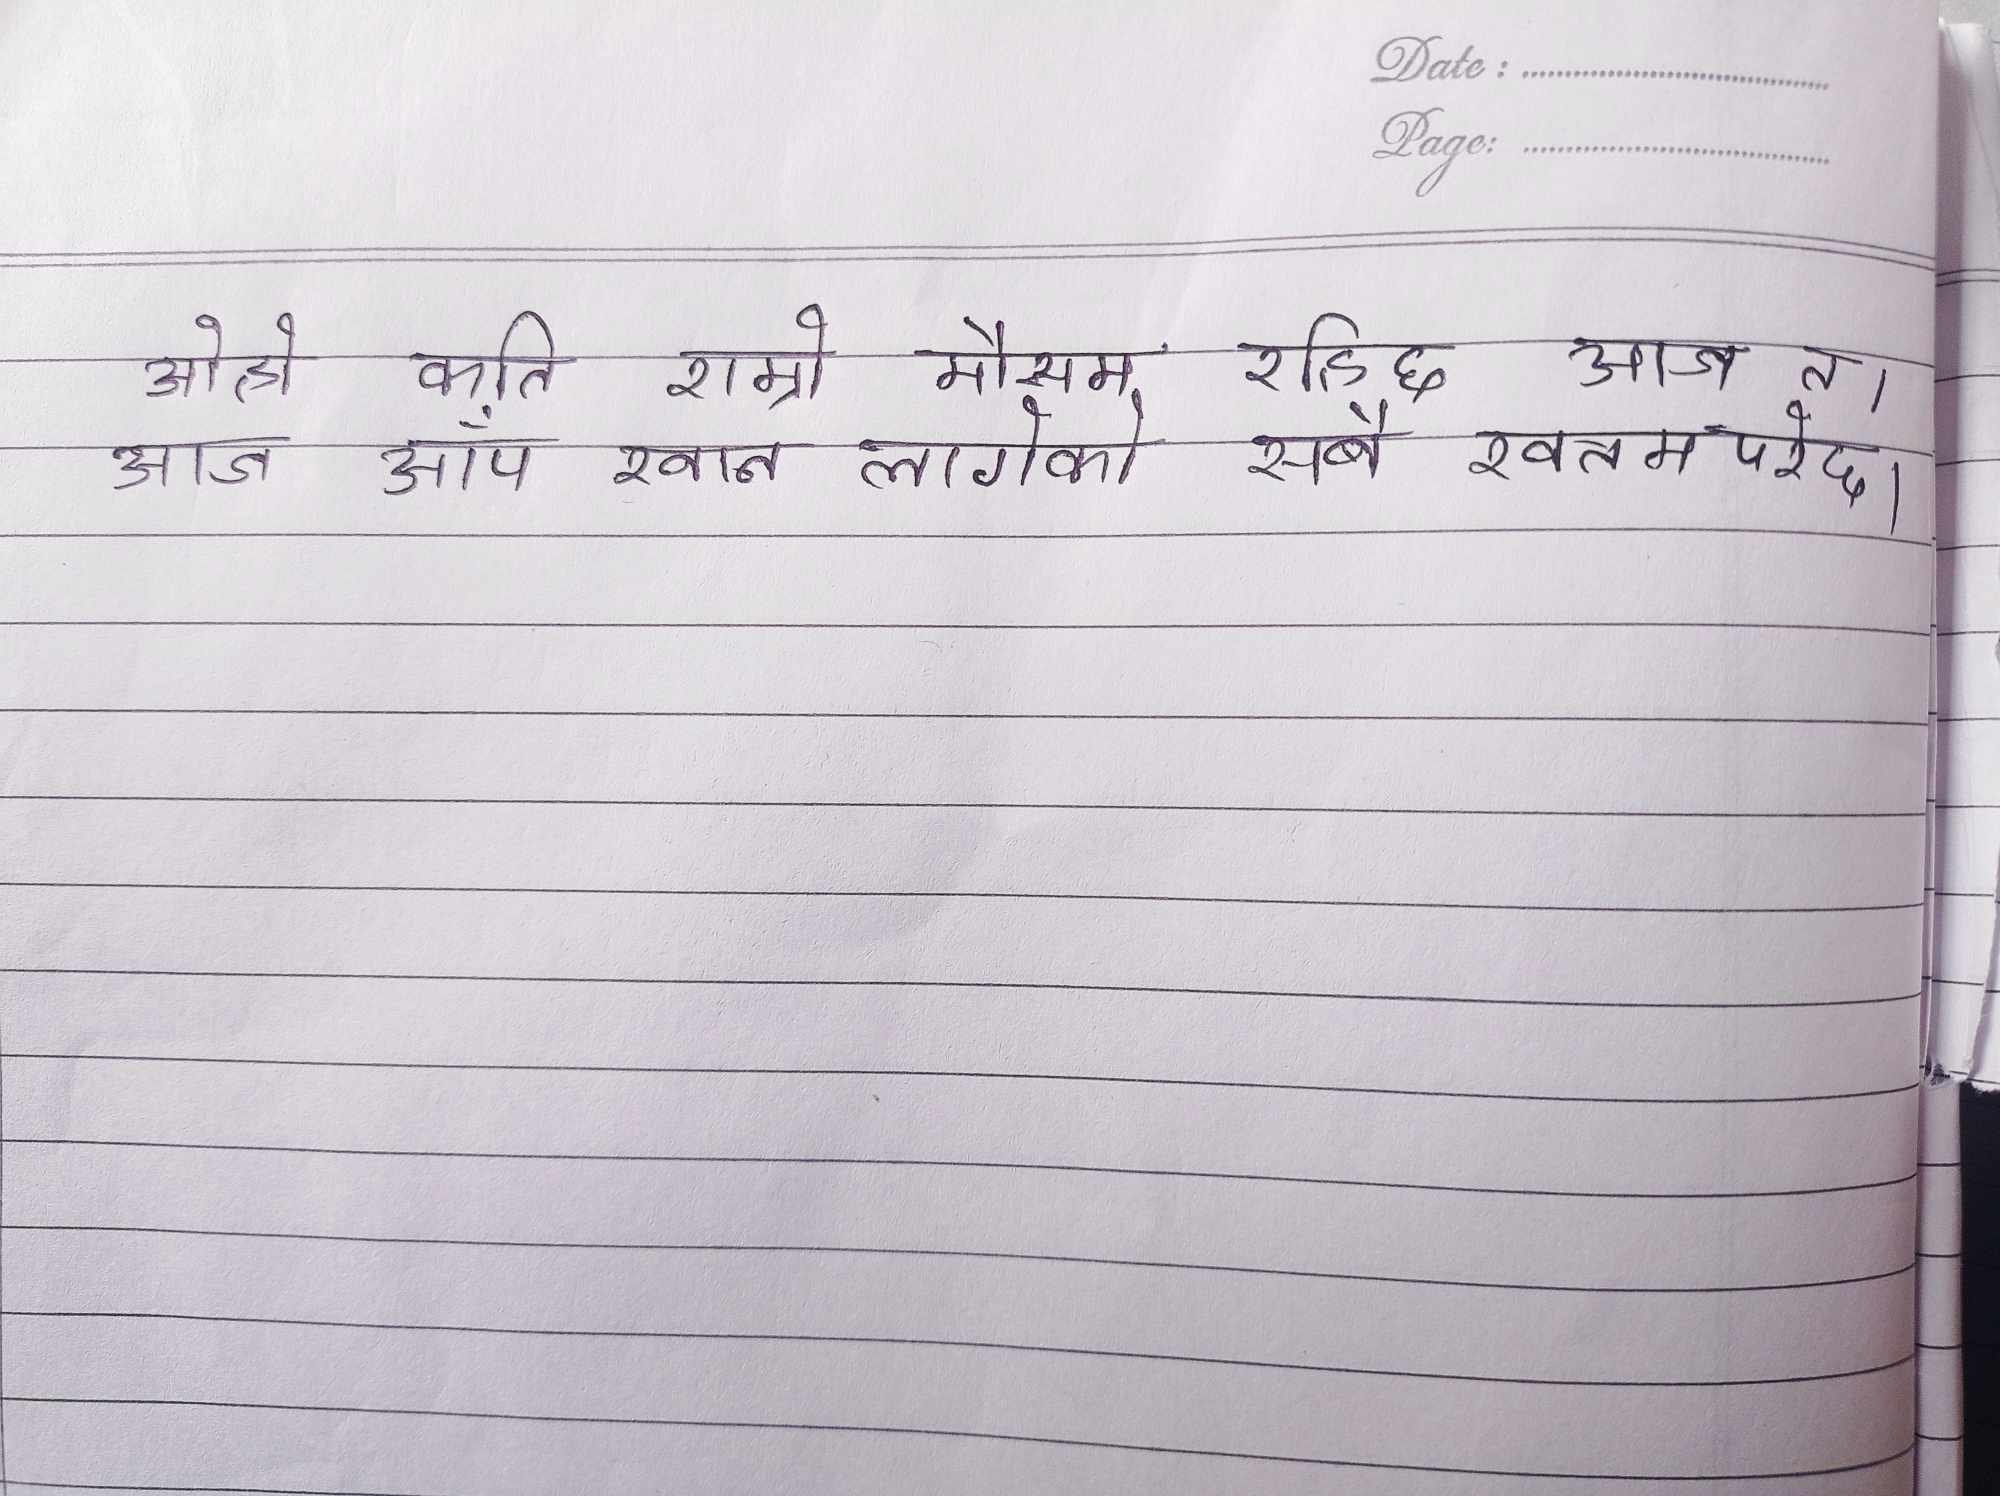 Date : ..............................
Page: ..............................
ओहो कति राम्रो मौसम रहिछ आज त।
आज आँप खान लागेको सबै खतम परेछ।